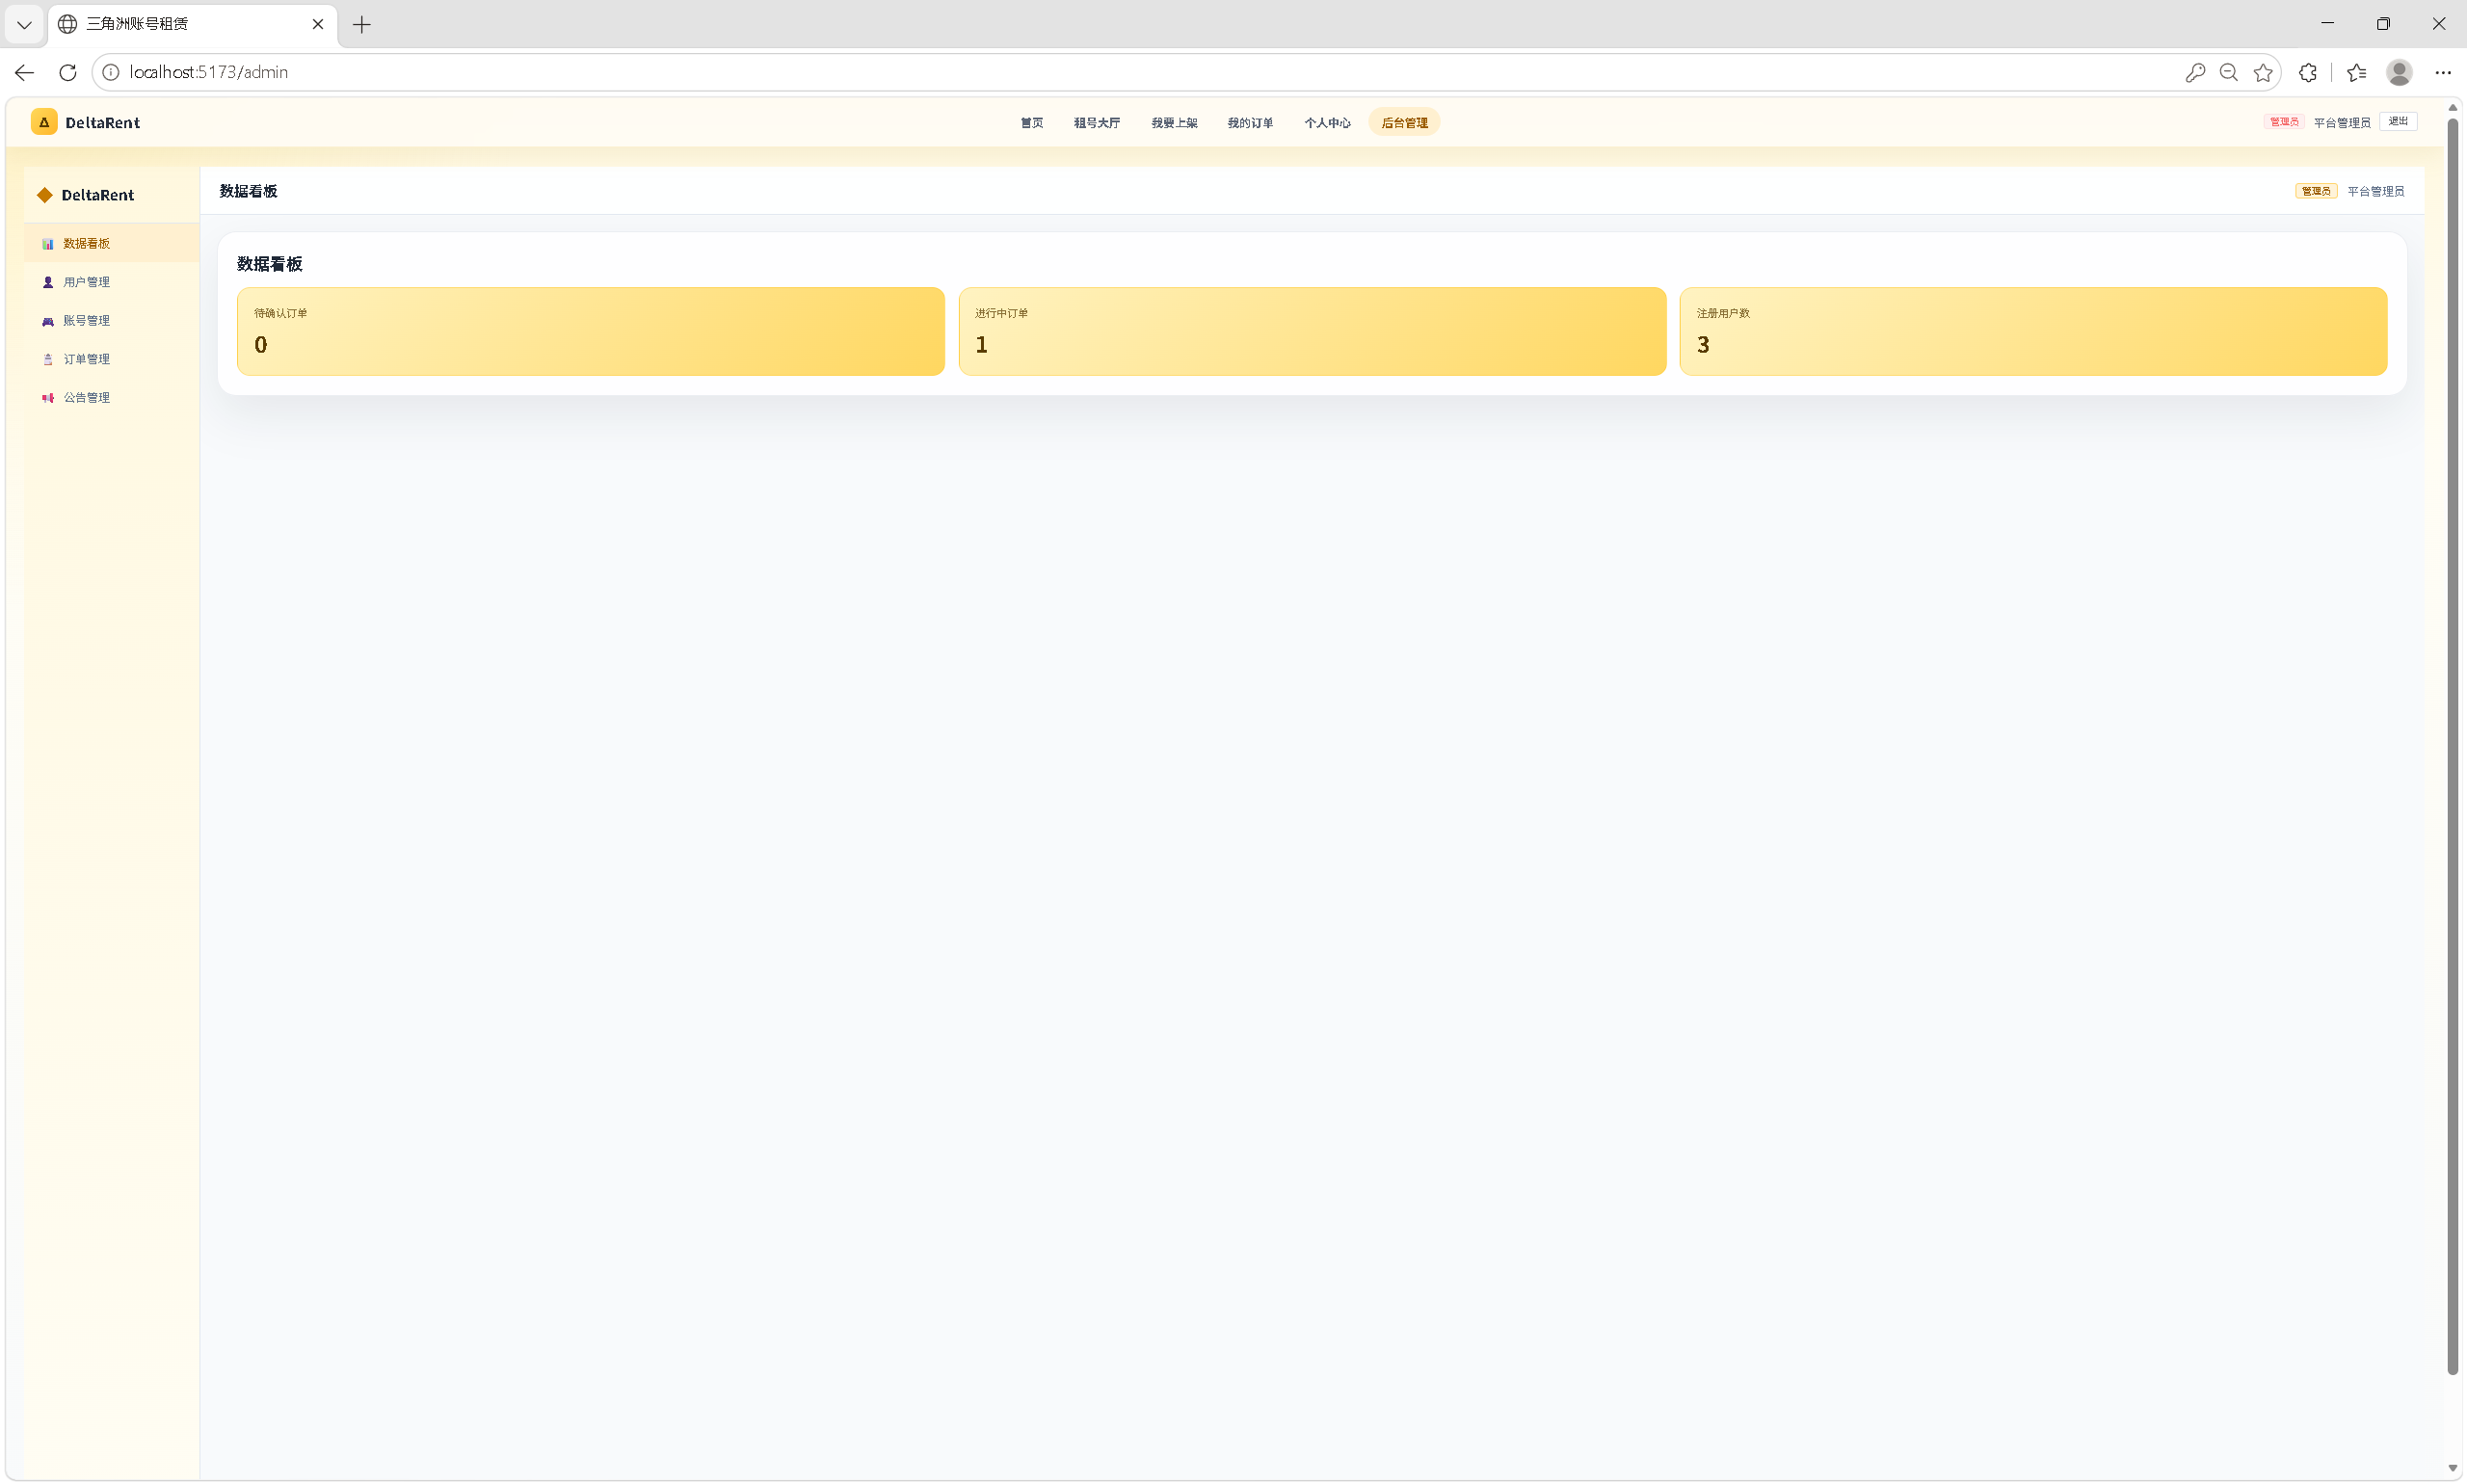 三角洲账号租赁
localhost:5173/admin
Δ DeltaRent 首页 租号大厅 我要上架 我的订单 个人中心 后台管理 管理员 平台管理员 退出
DeltaRent
数据看板
用户管理
账号管理
订单管理
公告管理
数据看板 管理员 平台管理员
数据看板
待确认订单 进行中订单 注册用户数
0 1 3